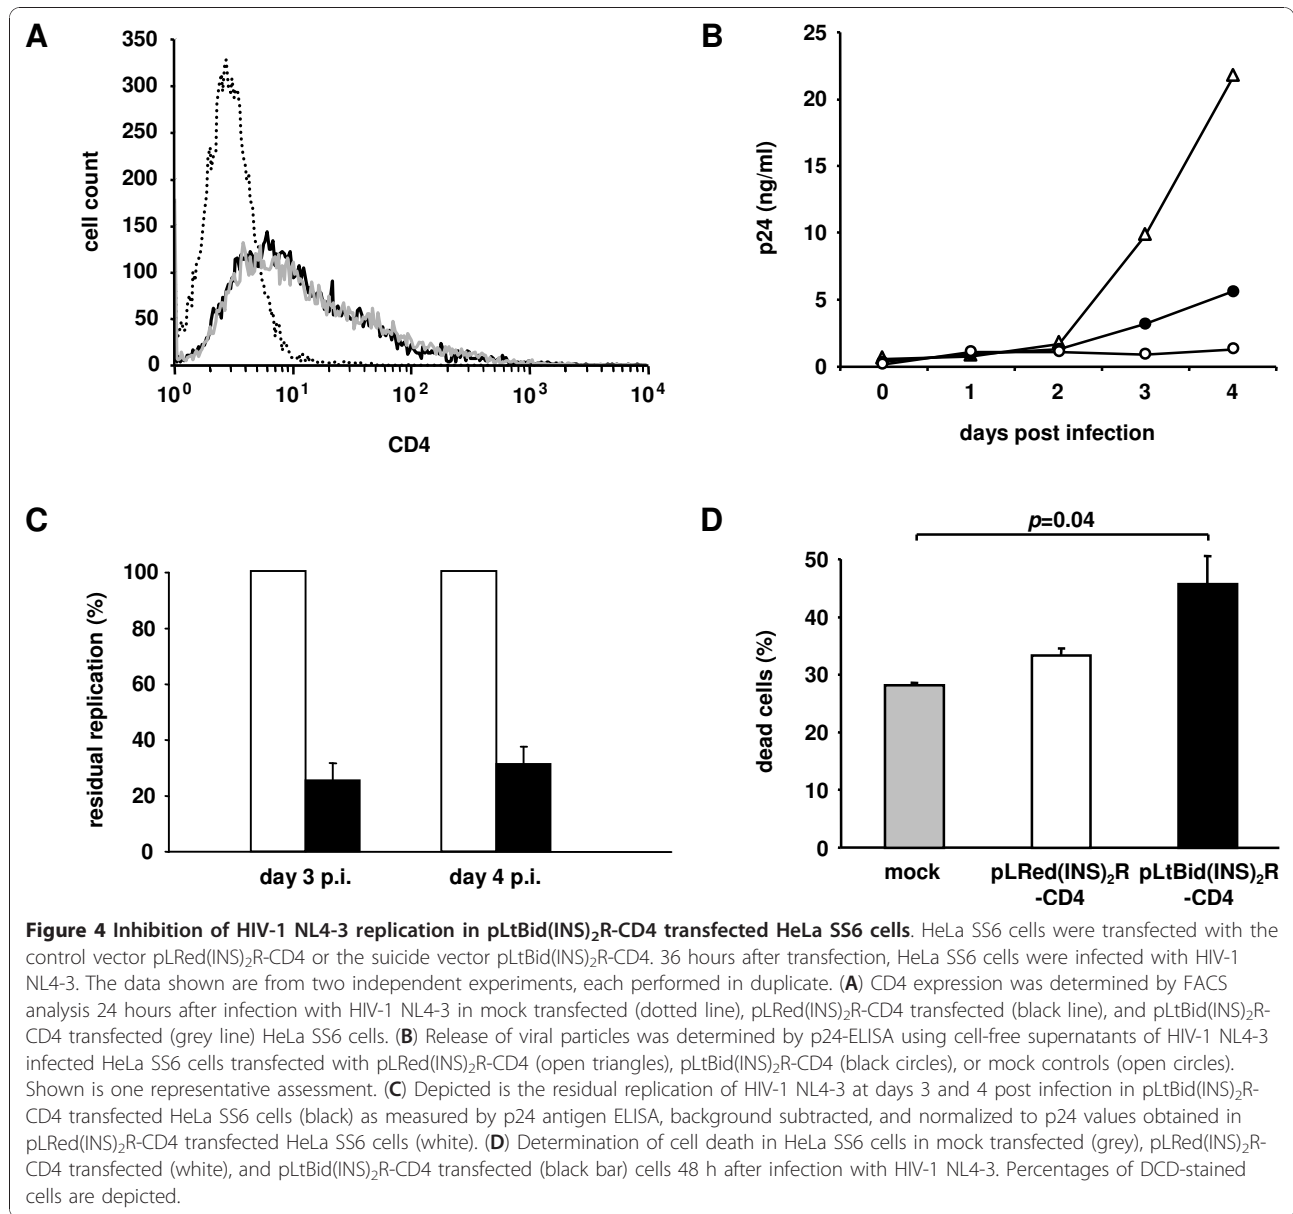 A
350
300
250
200
150
100
50
0
cell count
10⁰ 10¹ 10² 10³ 10⁴
CD4
B
25
20
15
10
5
0
p24 (ng/ml)
0 1 2 3 4
days post infection
C
100
80
60
40
20
0
residual replication (%)
day 3 p.i. day 4 p.i.
D
p=0.04
50
40
30
20
10
0
dead cells (%)
mock pLRed(INS)₂R pLtBid(INS)₂R
-CD4 -CD4
Figure 4 Inhibition of HIV-1 NL4-3 replication in pLtBid(INS)₂R-CD4 transfected HeLa SS6 cells. HeLa SS6 cells were transfected with the
control vector pLRed(INS)₂R-CD4 or the suicide vector pLtBid(INS)₂R-CD4. 36 hours after transfection, HeLa SS6 cells were infected with HIV-1
NL4-3. The data shown are from two independent experiments, each performed in duplicate. (A) CD4 expression was determined by FACS
analysis 24 hours after infection with HIV-1 NL4-3 in mock transfected (dotted line), pLRed(INS)₂R-CD4 transfected (black line), and pLtBid(INS)₂R-
CD4 transfected (grey line) HeLa SS6 cells. (B) Release of viral particles was determined by p24-ELISA using cell-free supernatants of HIV-1 NL4-3
infected HeLa SS6 cells transfected with pLRed(INS)₂R-CD4 (open triangles), pLtBid(INS)₂R-CD4 (black circles), or mock controls (open circles).
Shown is one representative assessment. (C) Depicted is the residual replication of HIV-1 NL4-3 at days 3 and 4 post infection in pLtBid(INS)₂R-
CD4 transfected HeLa SS6 cells (black) as measured by p24 antigen ELISA, background subtracted, and normalized to p24 values obtained in
pLRed(INS)₂R-CD4 transfected HeLa SS6 cells (white). (D) Determination of cell death in HeLa SS6 cells in mock transfected (grey), pLRed(INS)₂R-
CD4 transfected (white), and pLtBid(INS)₂R-CD4 transfected (black bar) cells 48 h after infection with HIV-1 NL4-3. Percentages of DCD-stained
cells are depicted.